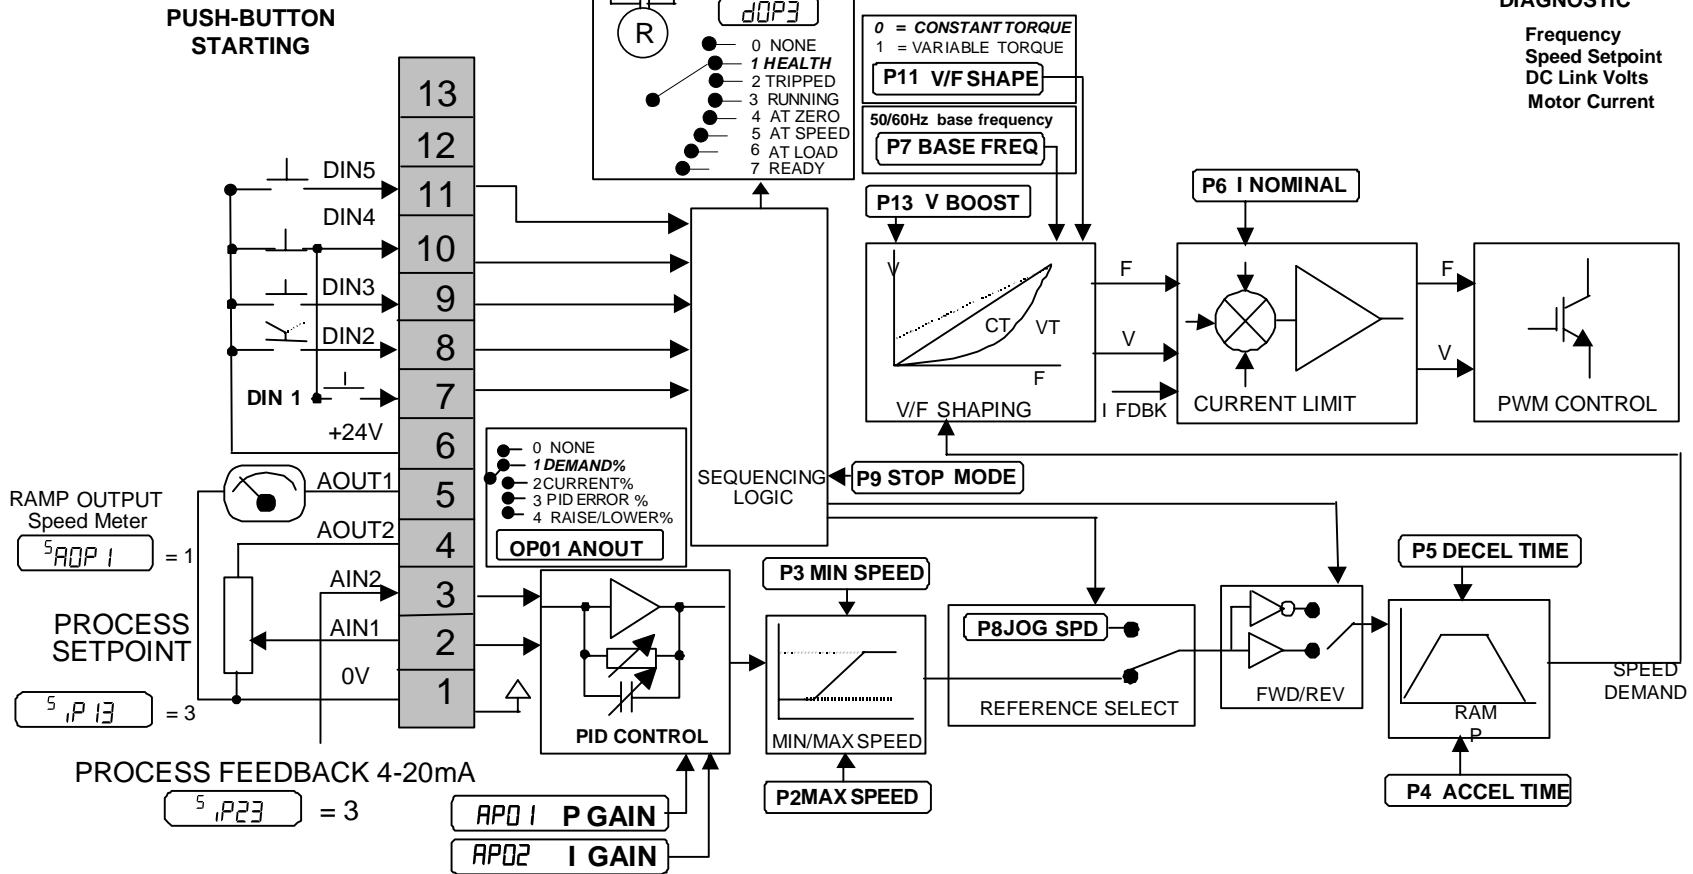 PUSH-BUTTON
STARTING
DIAGNOSTIC
Frequency
Speed Setpoint
DC Link Volts
Motor Current
R
dOP3
0 NONE
1 HEALTH
2 TRIPPED
3 RUNNING
4 AT ZERO
5 AT SPEED
6 AT LOAD
7 READY
0 = CONSTANT TORQUE
1 = VARIABLE TORQUE
P11 V/F SHAPE
50/60Hz base frequency
P7 BASE FREQ
P13 V BOOST
P6 I NOMINAL
13
12
11
10
9
8
7
6
5
4
3
2
1
DIN5
DIN4
DIN3
DIN2
DIN 1
+24V
AOUT1
AOUT2
AIN2
AIN1
0V
V
CT
VT
F
V/F SHAPING
F
V
I FDBK
CURRENT LIMIT
F
V
PWM CONTROL
0 NONE
1 DEMAND%
2 CURRENT%
3 PID ERROR %
4 RAISE/LOWER%
OP01 ANOUT
SEQUENCING
LOGIC
P9 STOP MODE
RAMP OUTPUT
Speed Meter
SAOP1 = 1
PROCESS
SETPOINT
S iP13 = 3
PROCESS FEEDBACK 4-20mA
S iP23 = 3
PID CONTROL
AP01 P GAIN
AP02 I GAIN
P3 MIN SPEED
MIN/MAX SPEED
P2MAX SPEED
P8JOG SPD
REFERENCE SELECT
FWD/REV
P5 DECEL TIME
RAM
P
P4 ACCEL TIME
SPEED
DEMAND